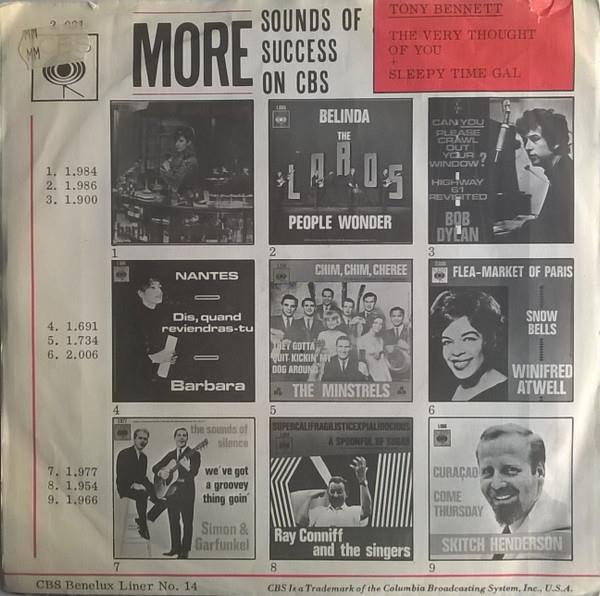 3.021
MM
MM
MORE
SOUNDS OF
SUCCESS
ON CBS
TONY BENNETT
THE VERY THOUGHT
OF YOU
+
SLEEPY TIME GAL
1. 1.984
2. 1.986
3. 1.900
1
BELINDA
THE
LORDS
PEOPLE WONDER
2
CAN YOU
PLEASE
CRAWL
OUT
YOUR
WINDOW?
HIGHWAY
61
REVISITED
BOB
DYLAN
3
4. 1.691
5. 1.734
6. 2.006
NANTES
Dis, quand
reviendras-tu
Barbara
4
CHIM, CHIM, CHEREE
THEY GOTTA
QUIT KICKIN' MY
DOG AROUND
THE MINSTRELS
5
FLEA-MARKET OF PARIS
SNOW
BELLS
WINIFRED
ATWELL
6
7. 1.977
8. 1.954
9. 1.966
the sounds of
silence
we've got
a groovey
thing goin'
Simon &
Garfunkel
7
SUPERCALIFRAGILISTICEXPIALIDOCIOUS
A SPOONFUL OF SUGAR
Ray Conniff
and the singers
8
CURAÇAO
COME
THURSDAY
SKITCH HENDERSON
9
CBS Benelux Liner No. 14
CBS Is a Trademark of the Columbia Broadcasting System, Inc., U.S.A.